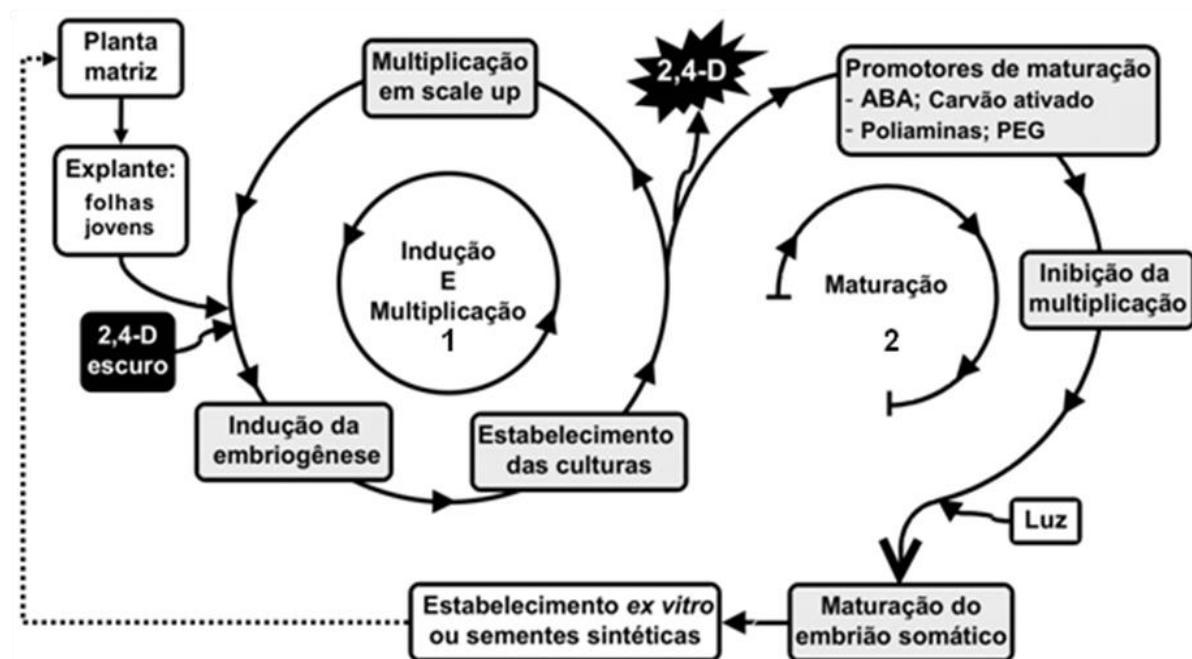 Planta
matriz
Explante:
folhas
jovens
2,4-D
escuro
Multiplicação
em scale up
Indução
E
Multiplicação
1
Indução da
embriogênese
Estabelecimento
das culturas
2,4-D
Promotores de maturação
- ABA; Carvão ativado
- Poliaminas; PEG
Maturação
2
Inibição da
multiplicação
Luz
Maturação do
embrião somático
Estabelecimento ex vitro
ou sementes sintéticas